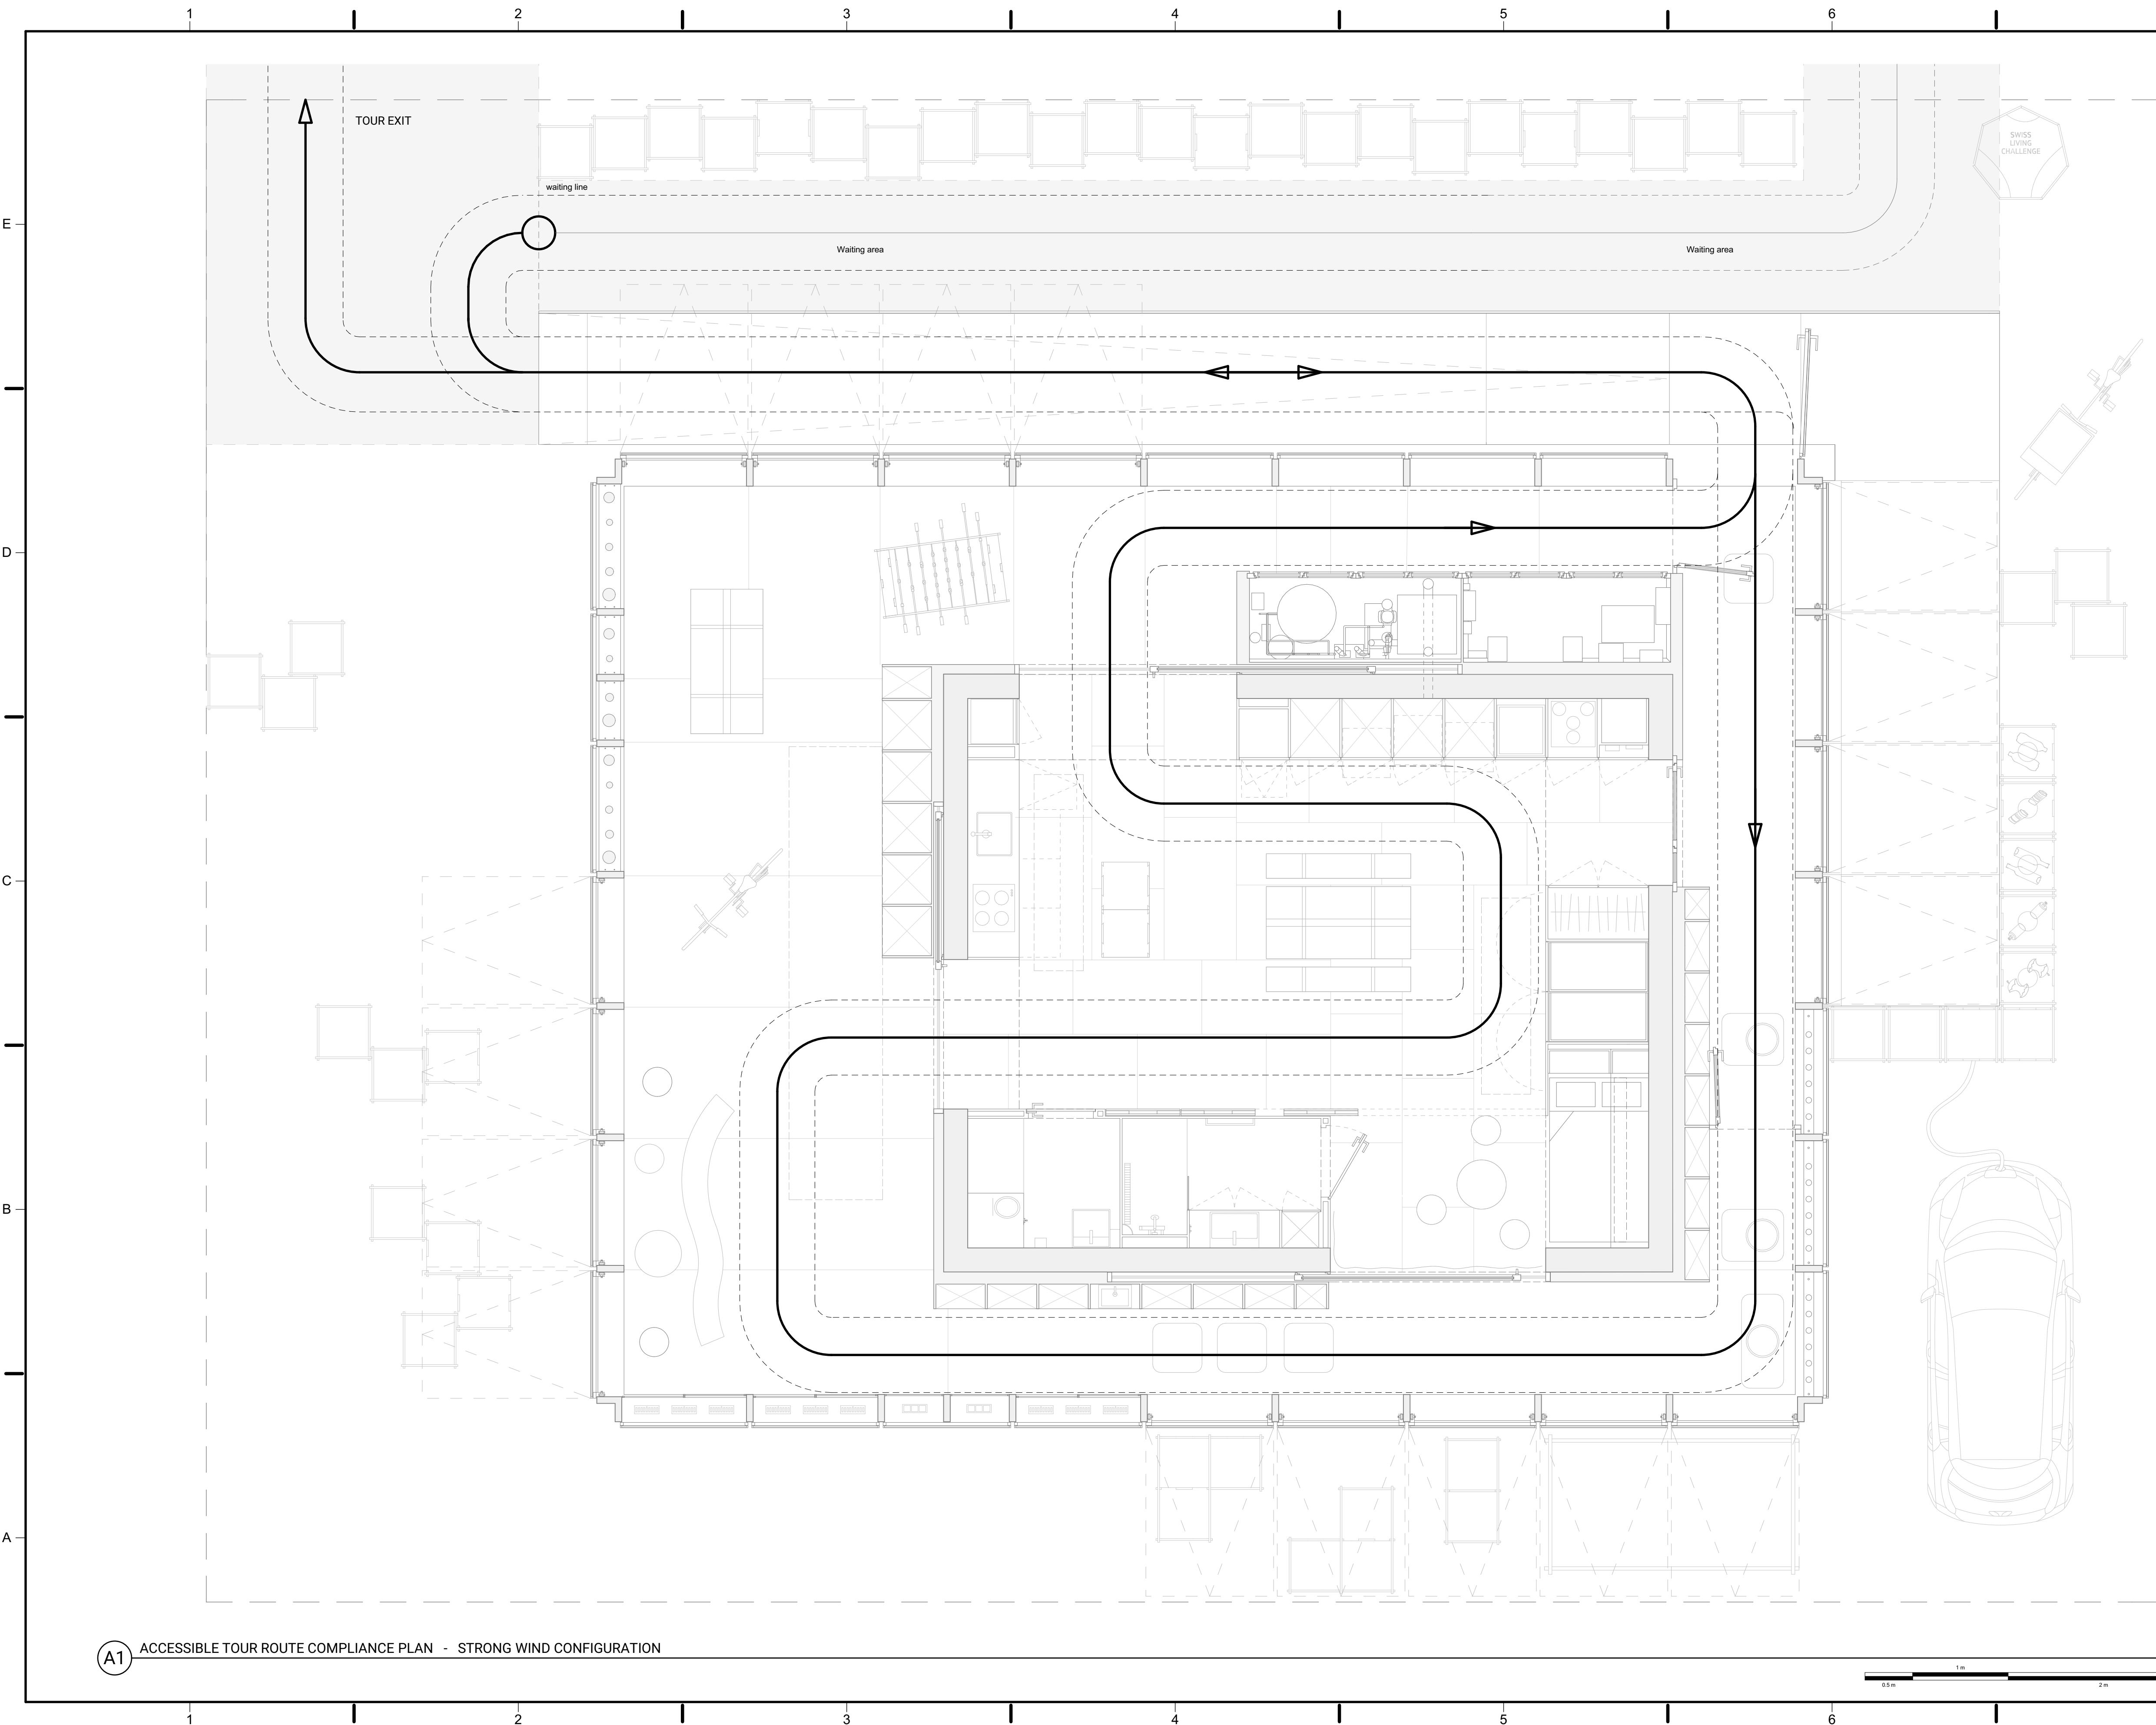 1 2 3 4 5 6
TOUR EXIT
SWISS
LIVING
CHALLENGE
waiting line
E
Waiting area Waiting area
D
C
B
A
A1 ACCESSIBLE TOUR ROUTE COMPLIANCE PLAN - STRONG WIND CONFIGURATION
1 m
0.5 m 2 m
1 2 3 4 5 6